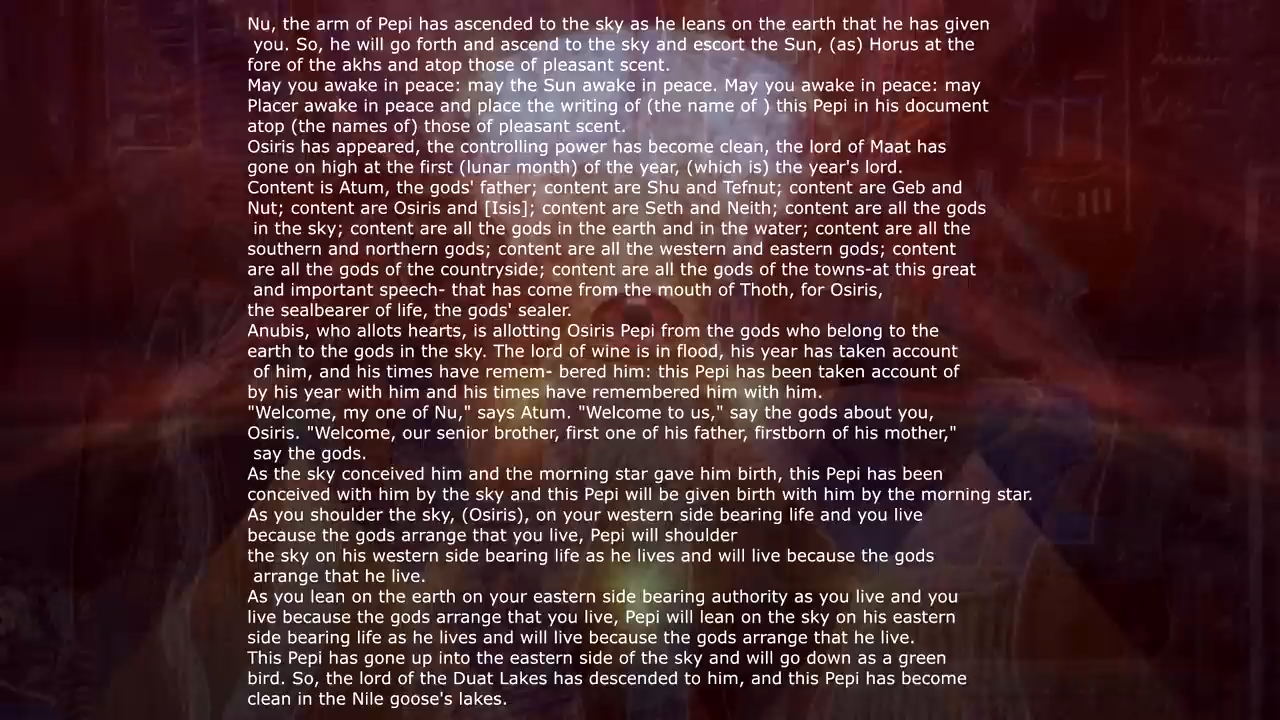 Nu, the arm of Pepi has ascended to the sky as he leans on the earth that he has given
you. So, he will go forth and ascend to the sky and escort the Sun, (as) Horus at the
fore of the akhs and atop those of pleasant scent.
May you awake in peace: may the Sun awake in peace. May you awake in peace: may
Placer awake in peace and place the writing of (the name of ) this Pepi in his document
atop (the names of) those of pleasant scent.
Osiris has appeared, the controlling power has become clean, the lord of Maat has
gone on high at the first (lunar month) of the year, (which is) the year's lord.
Content is Atum, the gods' father; content are Shu and Tefnut; content are Geb and
Nut; content are Osiris and [Isis]; content are Seth and Neith; content are all the gods
in the sky; content are all the gods in the earth and in the water; content are all the
southern and northern gods; content are all the western and eastern gods; content
are all the gods of the countryside; content are all the gods of the towns-at this great
and important speech- that has come from the mouth of Thoth, for Osiris,
the sealbearer of life, the gods' sealer.
Anubis, who allots hearts, is allotting Osiris Pepi from the gods who belong to the
earth to the gods in the sky. The lord of wine is in flood, his year has taken account
of him, and his times have remem- bered him: this Pepi has been taken account of
by his year with him and his times have remembered him with him.
"Welcome, my one of Nu," says Atum. "Welcome to us," say the gods about you,
Osiris. "Welcome, our senior brother, first one of his father, firstborn of his mother,"
say the gods.
As the sky conceived him and the morning star gave him birth, this Pepi has been
conceived with him by the sky and this Pepi will be given birth with him by the morning star.
As you shoulder the sky, (Osiris), on your western side bearing life and you live
because the gods arrange that you live, Pepi will shoulder
the sky on his western side bearing life as he lives and will live because the gods
arrange that he live.
As you lean on the earth on your eastern side bearing authority as you live and you
live because the gods arrange that you live, Pepi will lean on the sky on his eastern
side bearing life as he lives and will live because the gods arrange that he live.
This Pepi has gone up into the eastern side of the sky and will go down as a green
bird. So, the lord of the Duat Lakes has descended to him, and this Pepi has become
clean in the Nile goose's lakes.